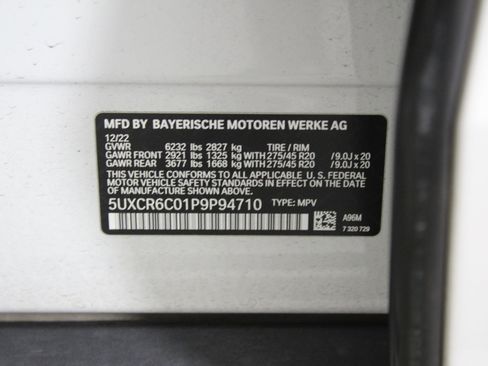 MFD BY BAYERISCHE MOTOREN WERKE AG
12/22
GVWR 6232 lbs 2827 kg TIRE / RIM
GAWR FRONT 2921 lbs 1325 kg WITH 275/45 R20 /9.0J x 20
GAWR REAR 3677 lbs 1668 kg WITH 275/45 R20 /9.0J x 20
THIS VEHICLE CONFORMS TO ALL APPLICABLE U. S. FEDERAL
MOTOR VEHICLE SAFETY AND THEFT PREVENTION STANDARDS
IN EFFECT ON THE DATE OF MANUFACTURE SHOWN ABOVE.
5UXCR6C01P9P94710 TYPE: MPV
A96M
7 320 729